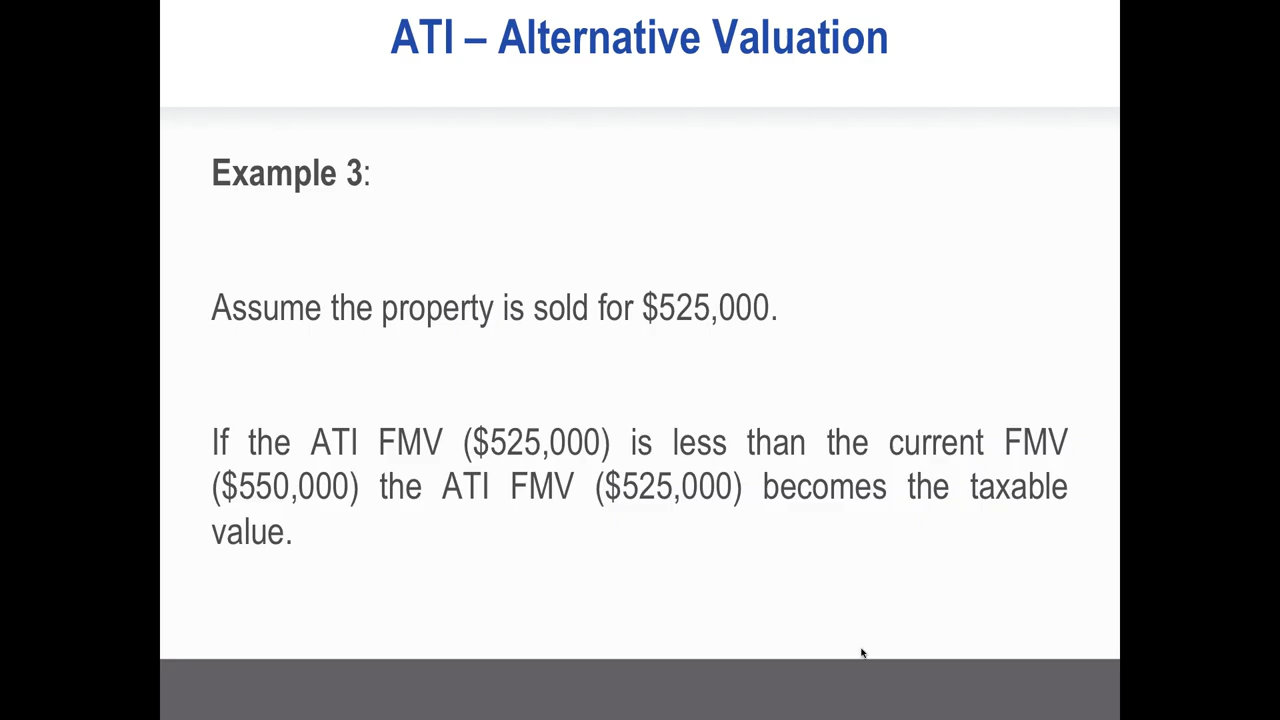 ATI – Alternative Valuation
Example 3:
Assume the property is sold for $525,000.
If the ATI FMV ($525,000) is less than the current FMV
($550,000) the ATI FMV ($525,000) becomes the taxable
value.